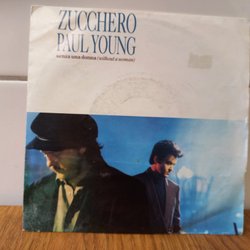 ZUCCHERO
PAUL YOUNG
senza una donna (without a woman)